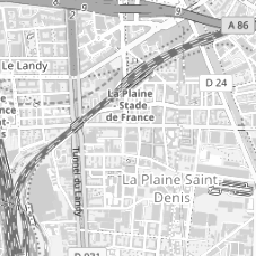 A 86
Le Landy
D 24
La Plaine
Stade
de France
Tunnel du Landy
La Plaine Saint-
Denis